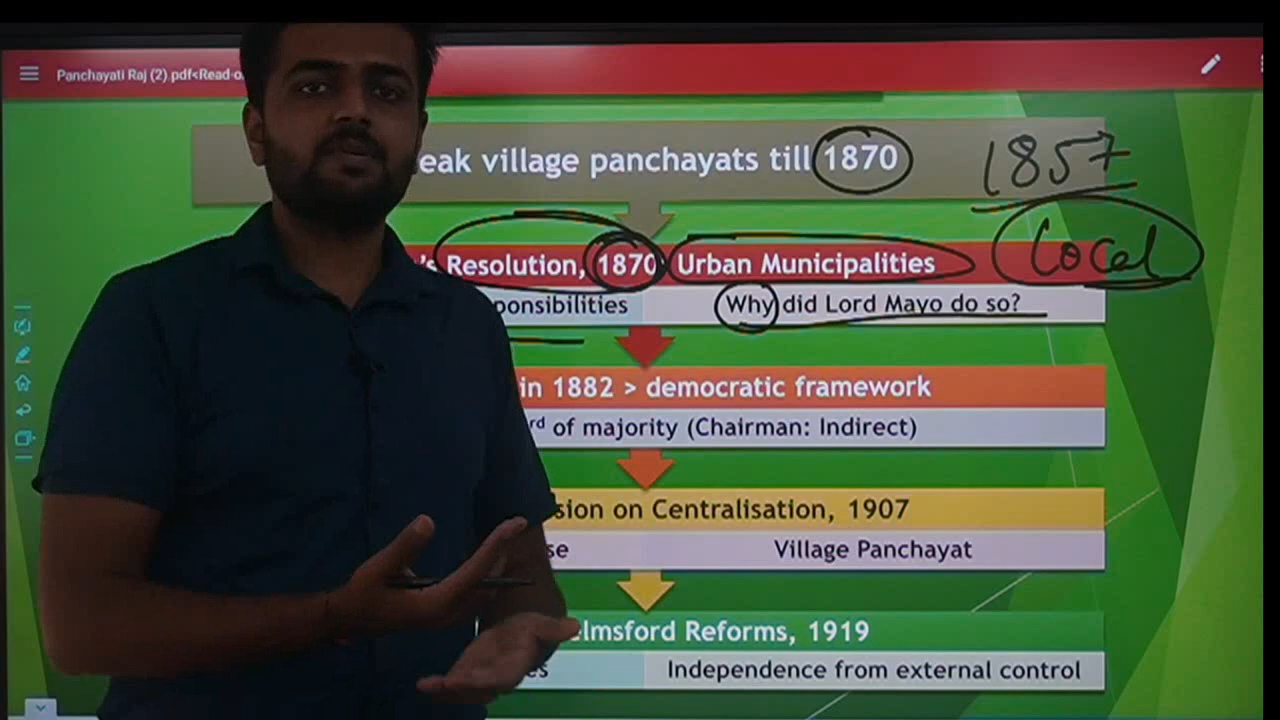 Panchayati Raj (2).pdf<Read-o
eak village panchayats till 1870
1857
's Resolution, 1870 Urban Municipalities
Local
ponsibilities Why did Lord Mayo do so?
in 1882 > democratic framework
rd of majority (Chairman: Indirect)
sion on Centralisation, 1907
se Village Panchayat
elmsford Reforms, 1919
es Independence from external control